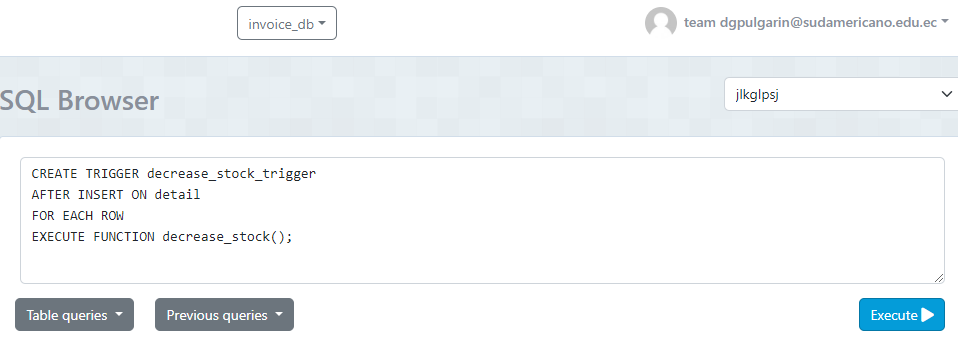 invoice_db
team dgpulgarin@sudamericano.edu.ec
SQL Browser
jlkglpsj
CREATE TRIGGER decrease_stock_trigger
AFTER INSERT ON detail
FOR EACH ROW
EXECUTE FUNCTION decrease_stock();
Table queries
Previous queries
Execute